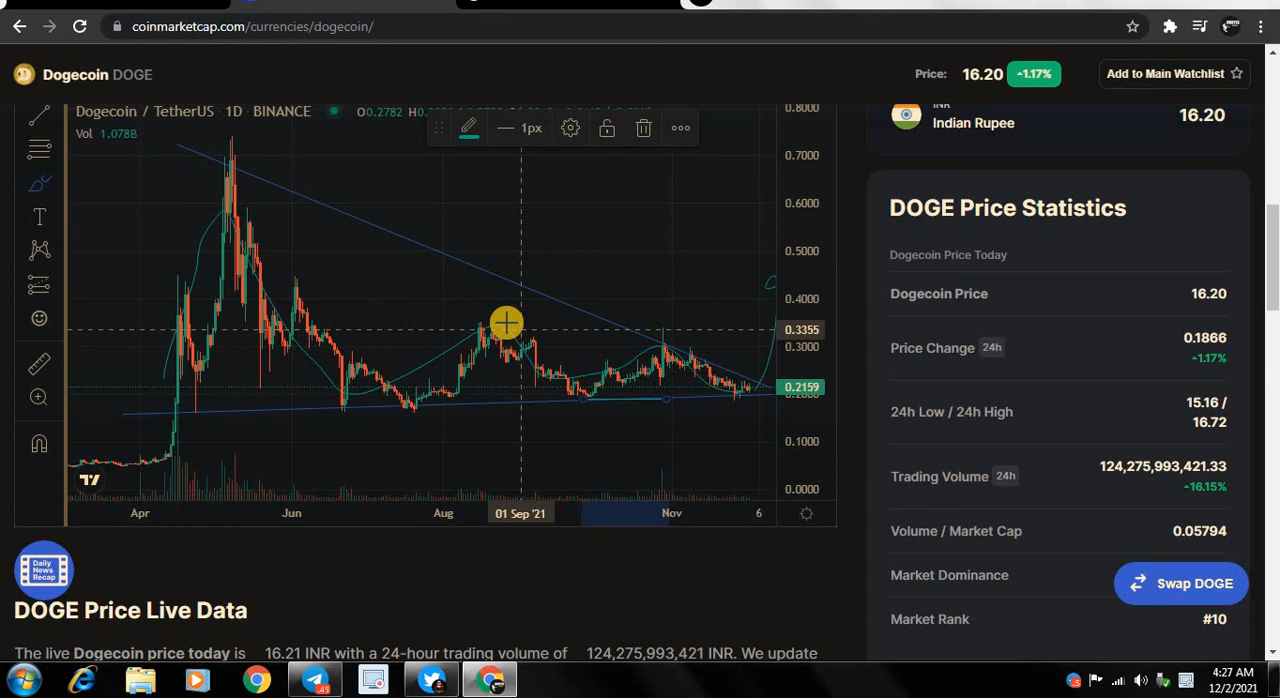 coinmarketcap.com/currencies/dogecoin/
Dogecoin DOGE
Price: 16.20 1.17%
Add to Main Watchlist
Dogecoin / TetherUS · 1D · BINANCE O0.2782
Vol 1.078B
1px
0.8000
0.7000
0.6000
0.5000
0.4000
0.3355
0.3000
0.2159
0.1000
0.0000
Apr Jun Aug 01 Sep '21 Nov 6
INR
Indian Rupee 16.20
DOGE Price Statistics
Dogecoin Price Today
Dogecoin Price 16.20
Price Change 24h 0.1866
1.17%
24h Low / 24h High 15.16 /
16.72
Trading Volume 24h 124,275,993,421.33
16.15%
Volume / Market Cap 0.05794
Market Dominance
Swap DOGE
Market Rank #10
Daily
News
Recap
DOGE Price Live Data
The live Dogecoin price today is 16.21 INR with a 24-hour trading volume of 124,275,993,421 INR. We update
4:27 AM
12/2/2021